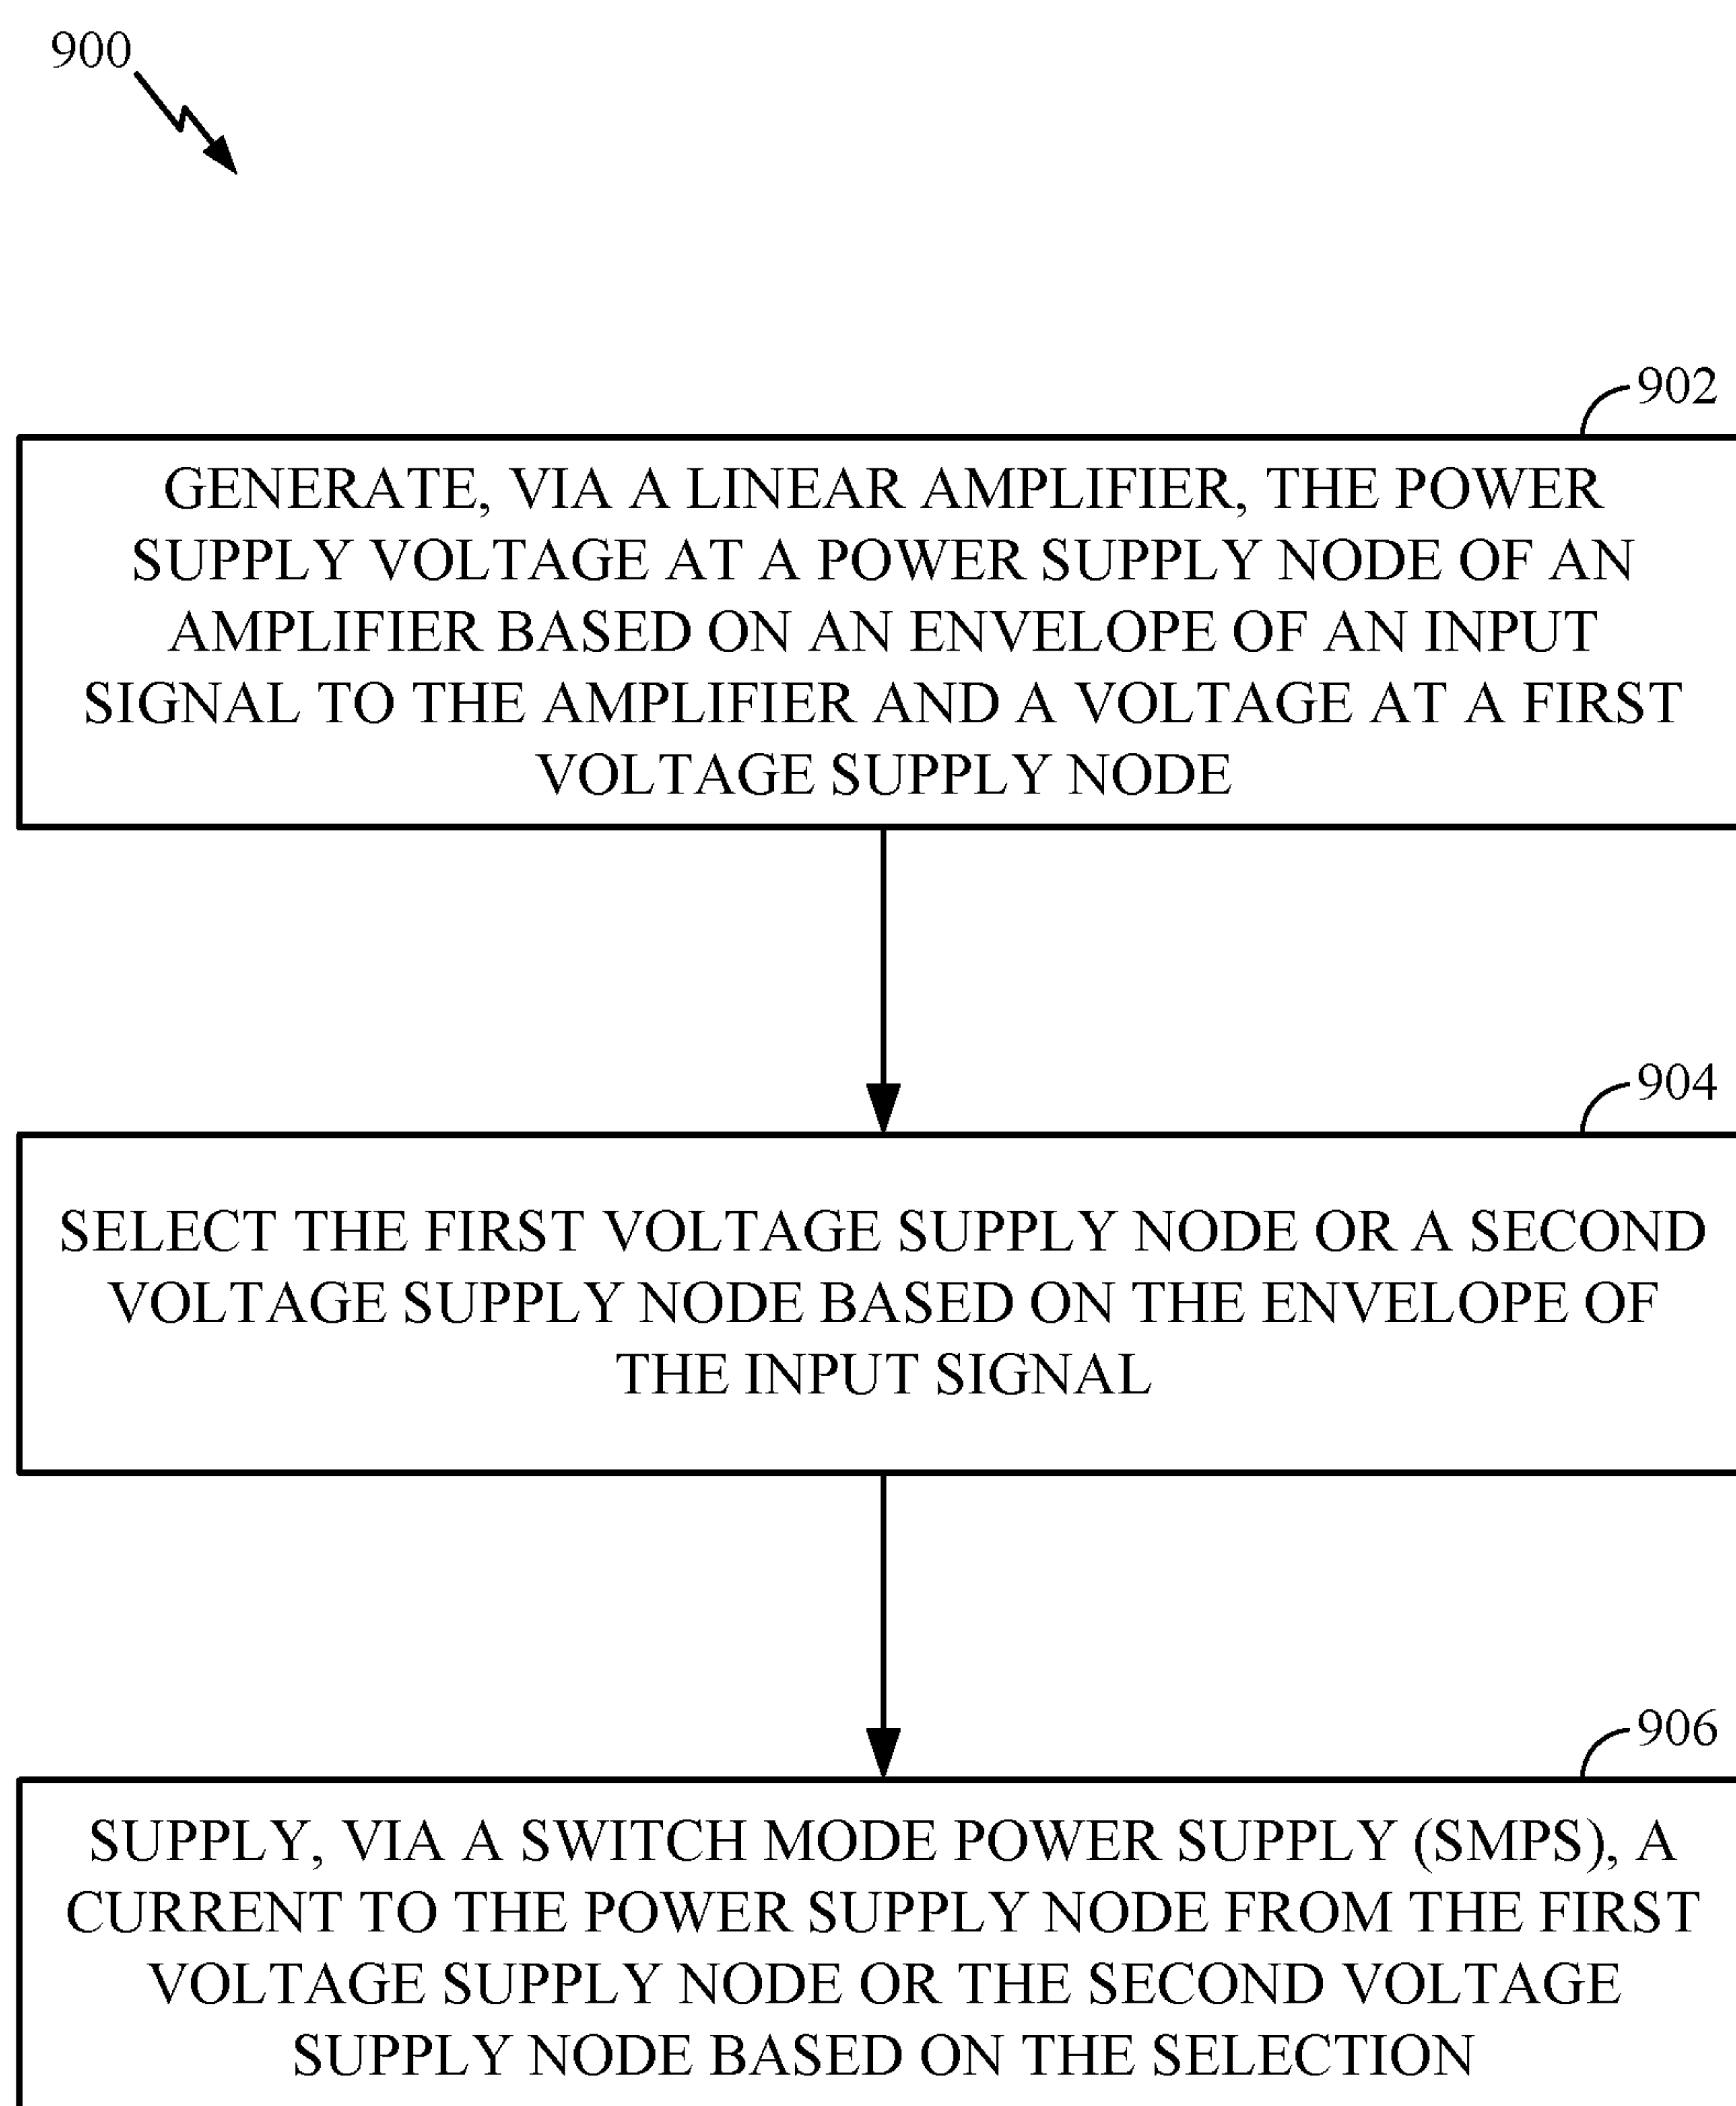 900
902
GENERATE, VIA A LINEAR AMPLIFIER, THE POWER
SUPPLY VOLTAGE AT A POWER SUPPLY NODE OF AN
AMPLIFIER BASED ON AN ENVELOPE OF AN INPUT
SIGNAL TO THE AMPLIFIER AND A VOLTAGE AT A FIRST
VOLTAGE SUPPLY NODE
904
SELECT THE FIRST VOLTAGE SUPPLY NODE OR A SECOND
VOLTAGE SUPPLY NODE BASED ON THE ENVELOPE OF
THE INPUT SIGNAL
906
SUPPLY, VIA A SWITCH MODE POWER SUPPLY (SMPS), A
CURRENT TO THE POWER SUPPLY NODE FROM THE FIRST
VOLTAGE SUPPLY NODE OR THE SECOND VOLTAGE
SUPPLY NODE BASED ON THE SELECTION